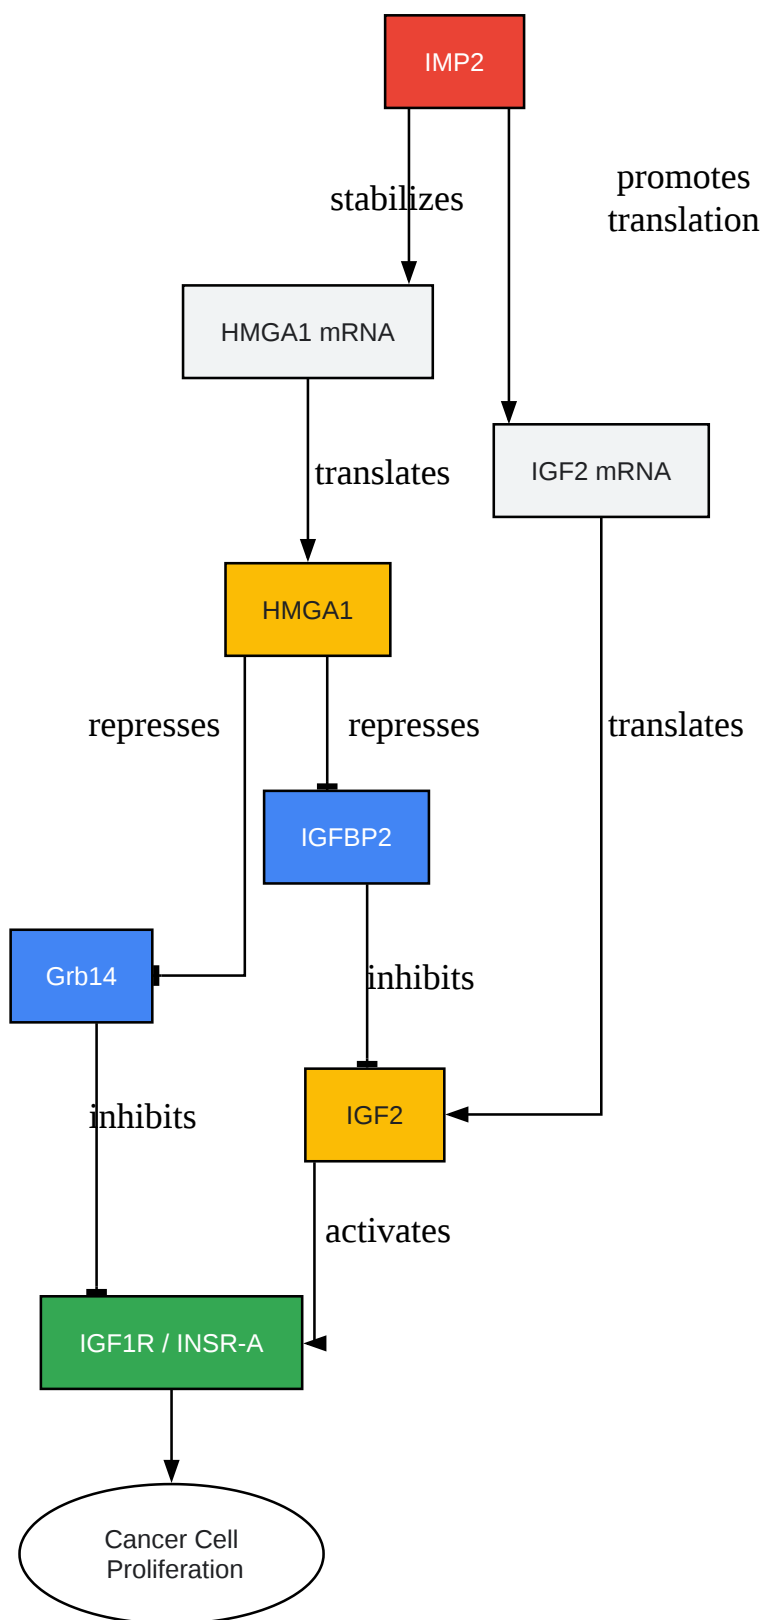 IMP2
stabilizes
promotes
translation
HMGA1 mRNA
translates
IGF2 mRNA
HMGA1
represses
represses
translates
IGFBP2
Grb14
inhibits
inhibits
IGF2
activates
IGF1R / INSR-A
Cancer Cell
Proliferation